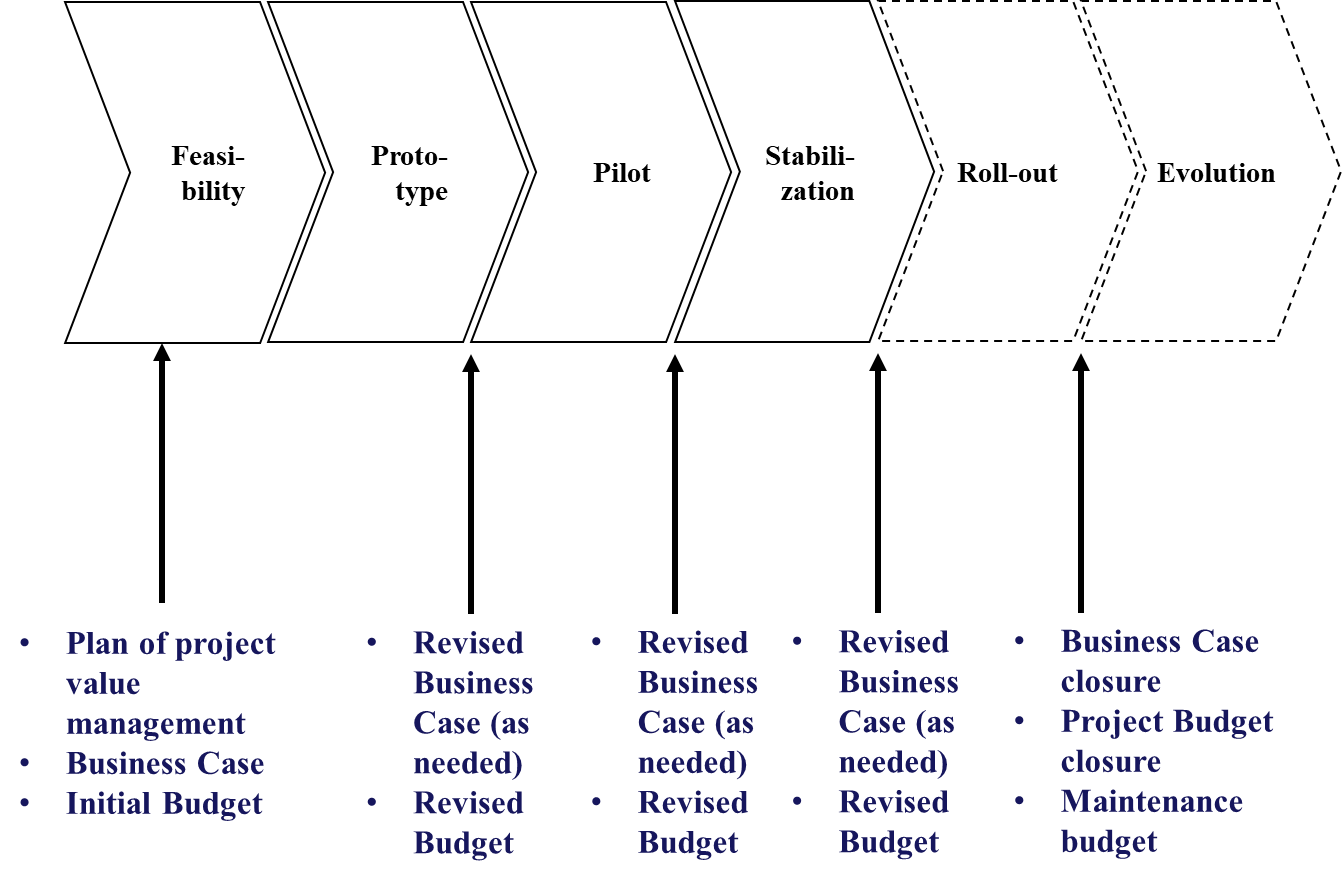 Feasi-
bility
Proto-
type
Pilot
Stabili-
zation
Roll-out
Evolution
• Plan of project
value
management
• Business Case
• Initial Budget
• Revised
Business
Case (as
needed)
• Revised
Budget
• Revised
Business
Case (as
needed)
• Revised
Budget
• Revised
Business
Case (as
needed)
• Revised
Budget
• Business Case
closure
• Project Budget
closure
• Maintenance
budget